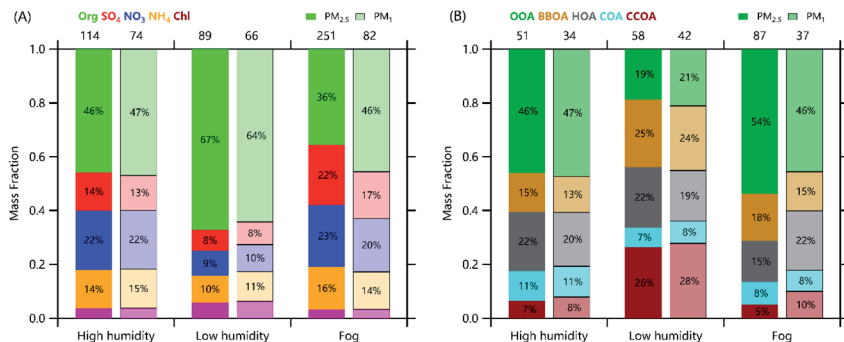 (A) Org SO4 NO3 NH4 Chl PM2.5 PM1
114 74 89 66 251 82
Mass Fraction
1.0
0.8
0.6
0.4
0.2
0.0
46% 47% 67% 64% 36% 46%
14% 13% 8% 8% 22% 17%
22% 22% 9% 10% 23% 20%
14% 15% 10% 11% 16% 14%
High humidity Low humidity Fog
(B) OOA BBOA HOA COA CCOA PM2.5 PM1
51 34 58 42 87 37
Mass Fraction
1.0
0.8
0.6
0.4
0.2
0.0
46% 47% 19% 21% 54% 46%
15% 13% 25% 24% 18% 15%
22% 20% 22% 19% 15% 22%
11% 11% 7% 8% 8% 8%
7% 8% 26% 28% 5% 10%
High humidity Low humidity Fog